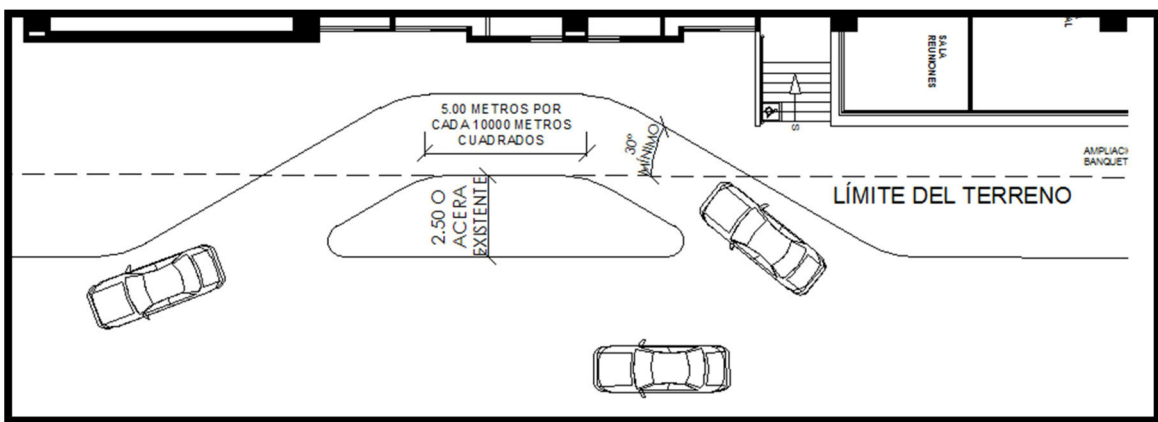 5.00 METROS POR
CADA 10000 METROS
CUADRADOS
30º
MÍNIMO
SALA
REUNIONES
S
2.50 O
ACERA
EXISTENTE
AMPLIACI
BANQUET
LÍMITE DEL TERRENO